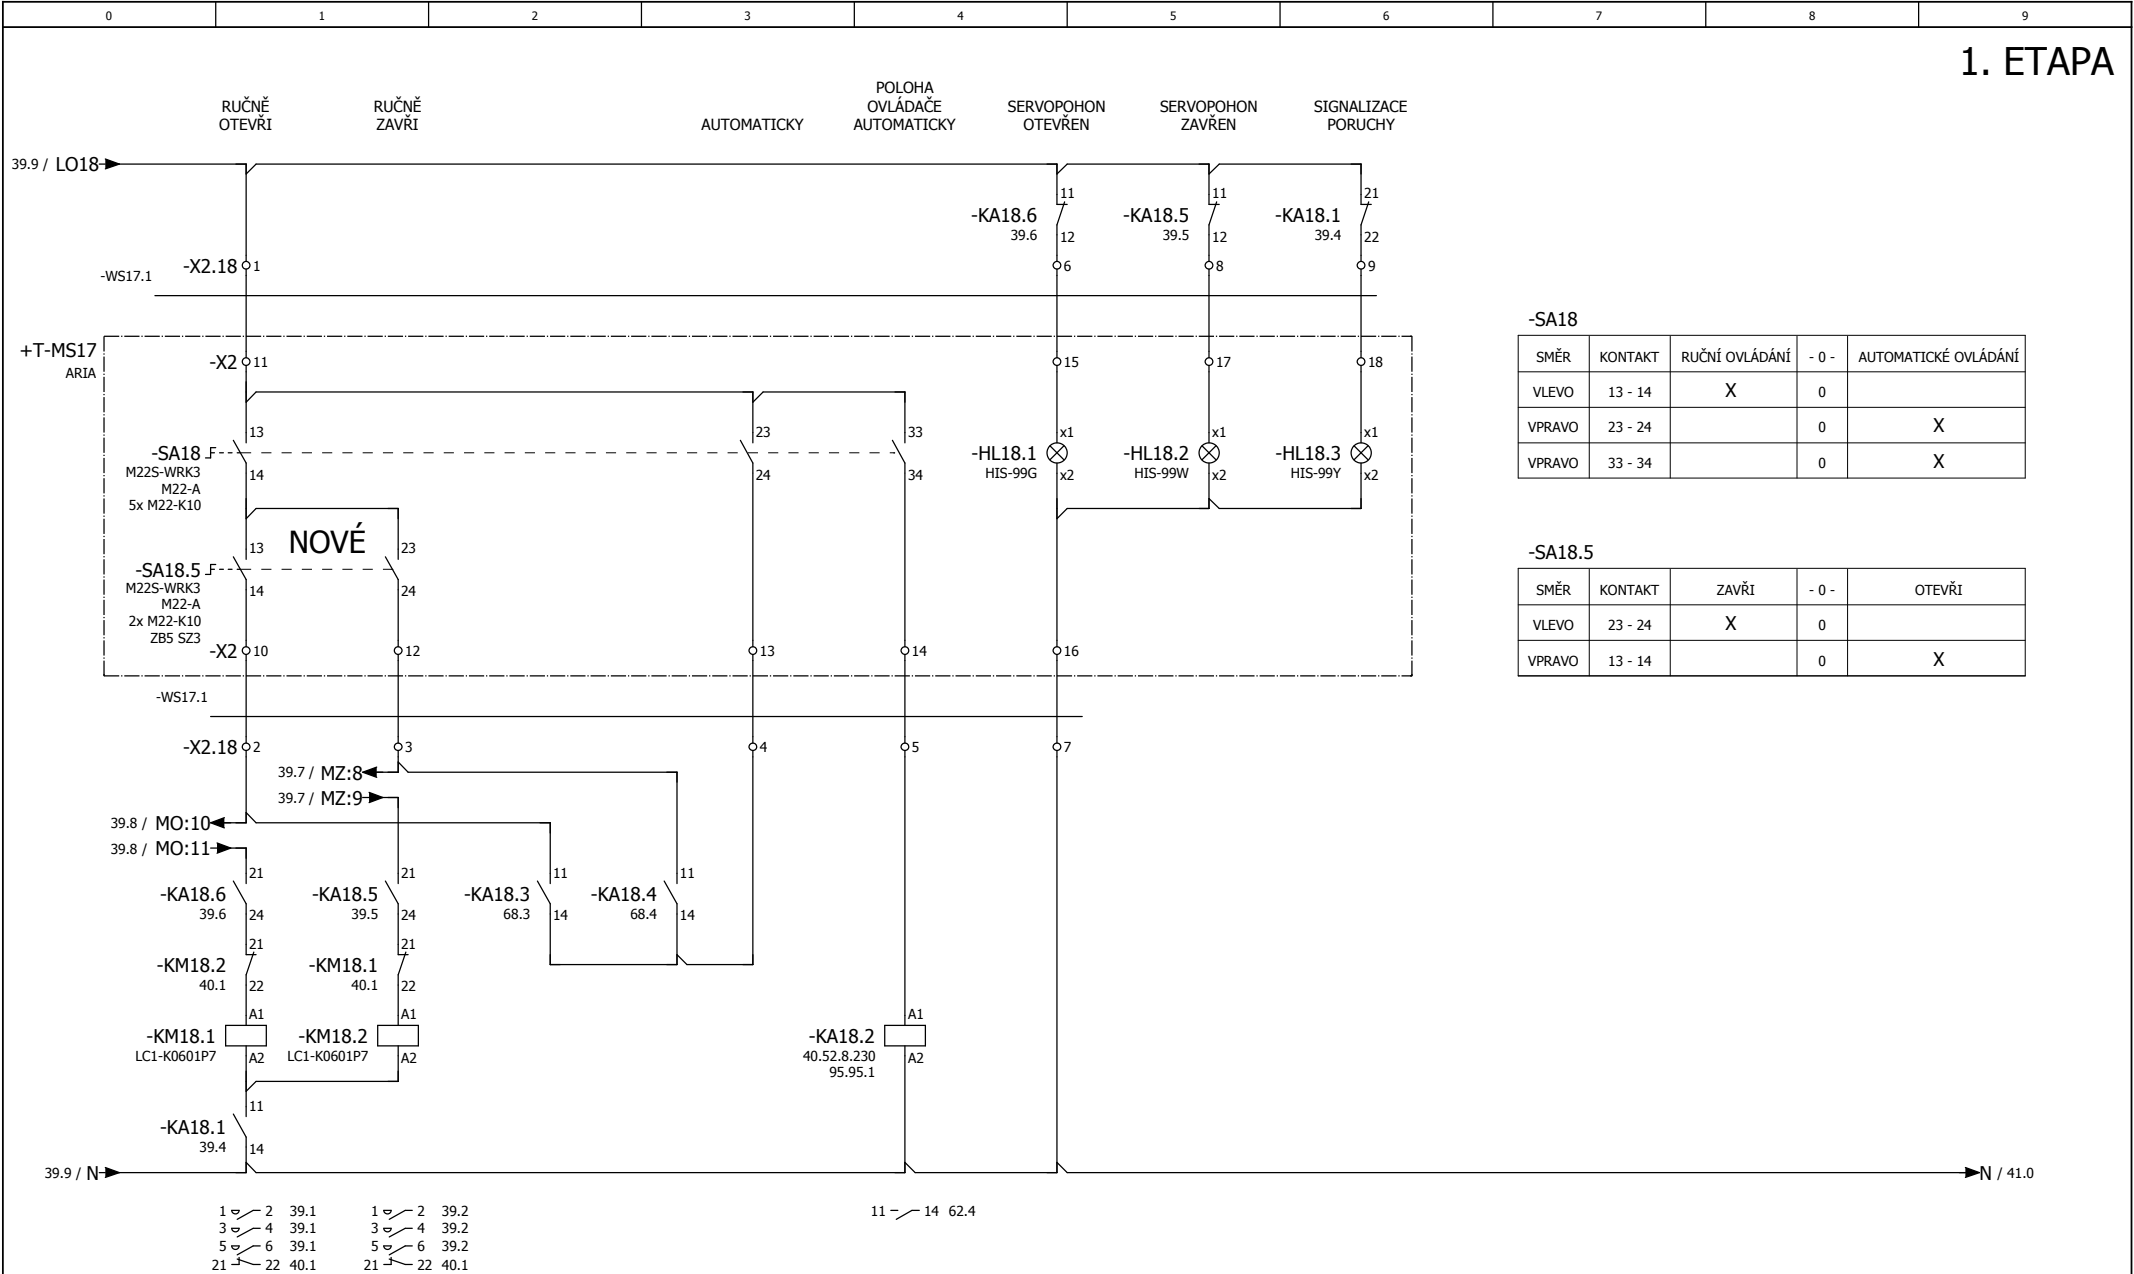 0 1 2 3 4 5 6 7 8 9
1. ETAPA
RUČNĚ
OTEVŘI
RUČNĚ
ZAVŘI
AUTOMATICKY
POLOHA
OVLÁDAČE
AUTOMATICKY
SERVOPOHON
OTEVŘEN
SERVOPOHON
ZAVŘEN
SIGNALIZACE
PORUCHY
39.9 / LO18
-KA18.6
39.6
11
12
-KA18.5
39.5
11
12
-KA18.1
39.4
21
22
-WS17.1
-X2.18 1 6 8 9
+T-MS17
ARIA
-X2 11 15 17 18
-SA18
M22S-WRK3
M22-A
5x M22-K10
13
14
23
24
33
34
-HL18.1
HIS-99G
x1
x2
-HL18.2
HIS-99W
x1
x2
-HL18.3
HIS-99Y
x1
x2
NOVÉ
-SA18.5
M22S-WRK3
M22-A
2x M22-K10
ZB5 SZ3
13
14
23
24
-X2 10 12 13 14 16
-WS17.1
-X2.18 2 3 4 5 7
39.7 / MZ:8
39.7 / MZ:9
39.8 / MO:10
39.8 / MO:11
-KA18.6
39.6
21
24
-KA18.5
39.5
21
24
-KA18.3
68.3
11
14
-KA18.4
68.4
11
14
-KM18.2
40.1
21
22
-KM18.1
40.1
21
22
-KM18.1
LC1-K0601P7
A1
A2
-KM18.2
LC1-K0601P7
A1
A2
-KA18.2
40.52.8.230
95.95.1
A1
A2
-KA18.1
39.4
11
14
39.9 / N
N / 41.0
1 2 39.1
3 4 39.1
5 6 39.1
21 22 40.1
1 2 39.2
3 4 39.2
5 6 39.2
21 22 40.1
11 14 62.4
-SA18
SMĚR KONTAKT RUČNÍ OVLÁDÁNÍ - 0 - AUTOMATICKÉ OVLÁDÁNÍ
VLEVO 13 - 14 X 0
VPRAVO 23 - 24 0 X
VPRAVO 33 - 34 0 X
-SA18.5
SMĚR KONTAKT ZAVŘI - 0 - OTEVŘI
VLEVO 23 - 24 X 0
VPRAVO 13 - 14 0 X